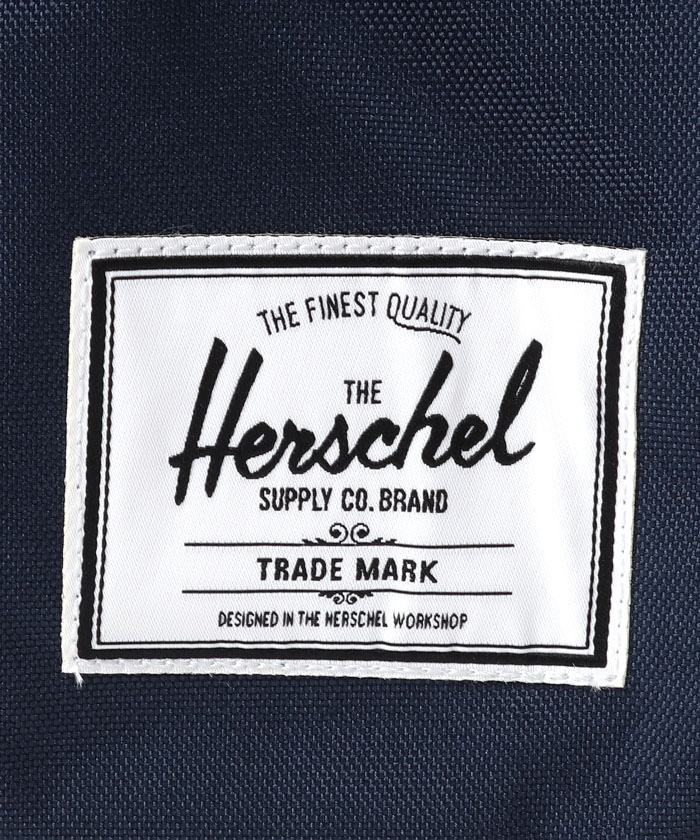 THE FINEST QUALITY
THE
Herschel
SUPPLY CO. BRAND
TRADE MARK
DESIGNED IN THE HERSCHEL WORKSHOP